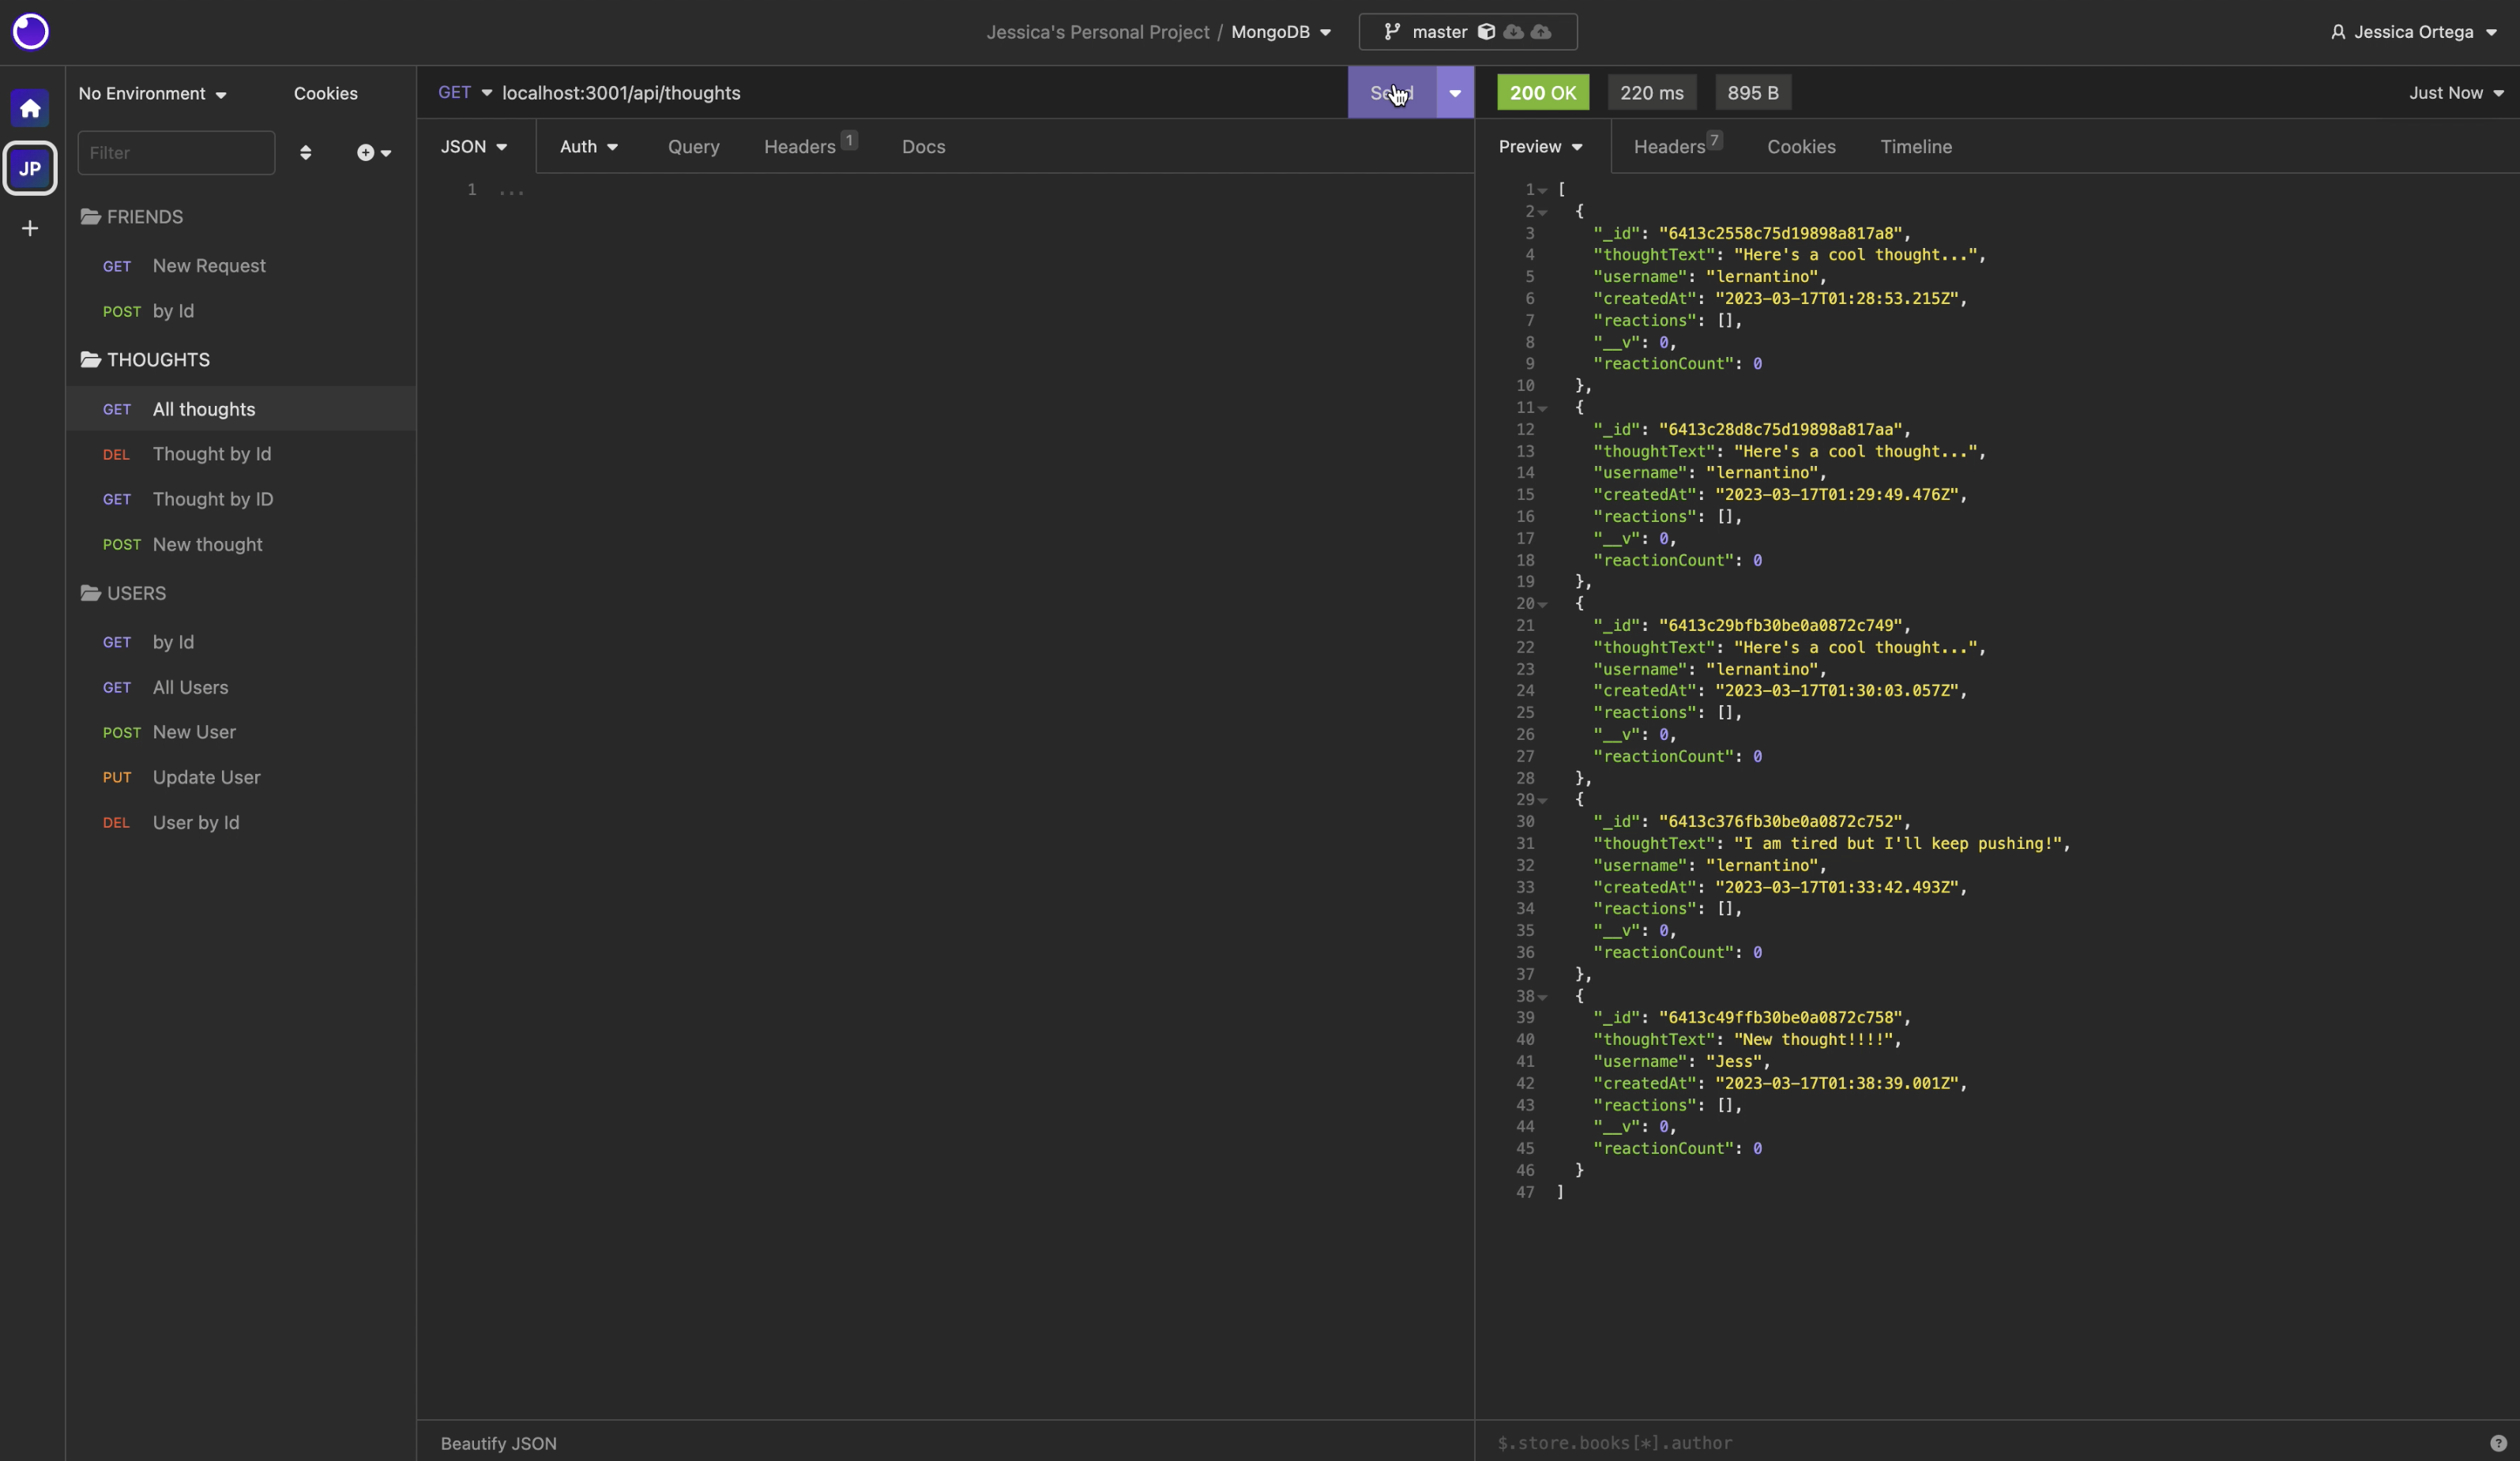 Jessica's Personal Project / MongoDB
master
Jessica Ortega
JP
No Environment
Cookies
Filter
FRIENDS
GET New Request
POST by Id
THOUGHTS
GET All thoughts
DEL Thought by Id
GET Thought by ID
POST New thought
USERS
GET by Id
GET All Users
POST New User
PUT Update User
DEL User by Id
GET localhost:3001/api/thoughts
JSON Auth Query Headers 1 Docs
1 ...
Beautify JSON
200 OK 220 ms 895 B Just Now
Preview Headers 7 Cookies Timeline
1 [
2 {
3 "_id": "6413c2558c75d19898a817a8",
4 "thoughtText": "Here's a cool thought...",
5 "username": "lernantino",
6 "createdAt": "2023-03-17T01:28:53.215Z",
7 "reactions": [],
8 "__v": 0,
9 "reactionCount": 0
10 },
11 {
12 "_id": "6413c28d8c75d19898a817aa",
13 "thoughtText": "Here's a cool thought...",
14 "username": "lernantino",
15 "createdAt": "2023-03-17T01:29:49.476Z",
16 "reactions": [],
17 "__v": 0,
18 "reactionCount": 0
19 },
20 {
21 "_id": "6413c29bfb30be0a0872c749",
22 "thoughtText": "Here's a cool thought...",
23 "username": "lernantino",
24 "createdAt": "2023-03-17T01:30:03.057Z",
25 "reactions": [],
26 "__v": 0,
27 "reactionCount": 0
28 },
29 {
30 "_id": "6413c376fb30be0a0872c752",
31 "thoughtText": "I am tired but I'll keep pushing!",
32 "username": "lernantino",
33 "createdAt": "2023-03-17T01:33:42.493Z",
34 "reactions": [],
35 "__v": 0,
36 "reactionCount": 0
37 },
38 {
39 "_id": "6413c49ffb30be0a0872c758",
40 "thoughtText": "New thought!!!!",
41 "username": "Jess",
42 "createdAt": "2023-03-17T01:38:39.001Z",
43 "reactions": [],
44 "__v": 0,
45 "reactionCount": 0
46 }
47 ]
$.store.books[*].author